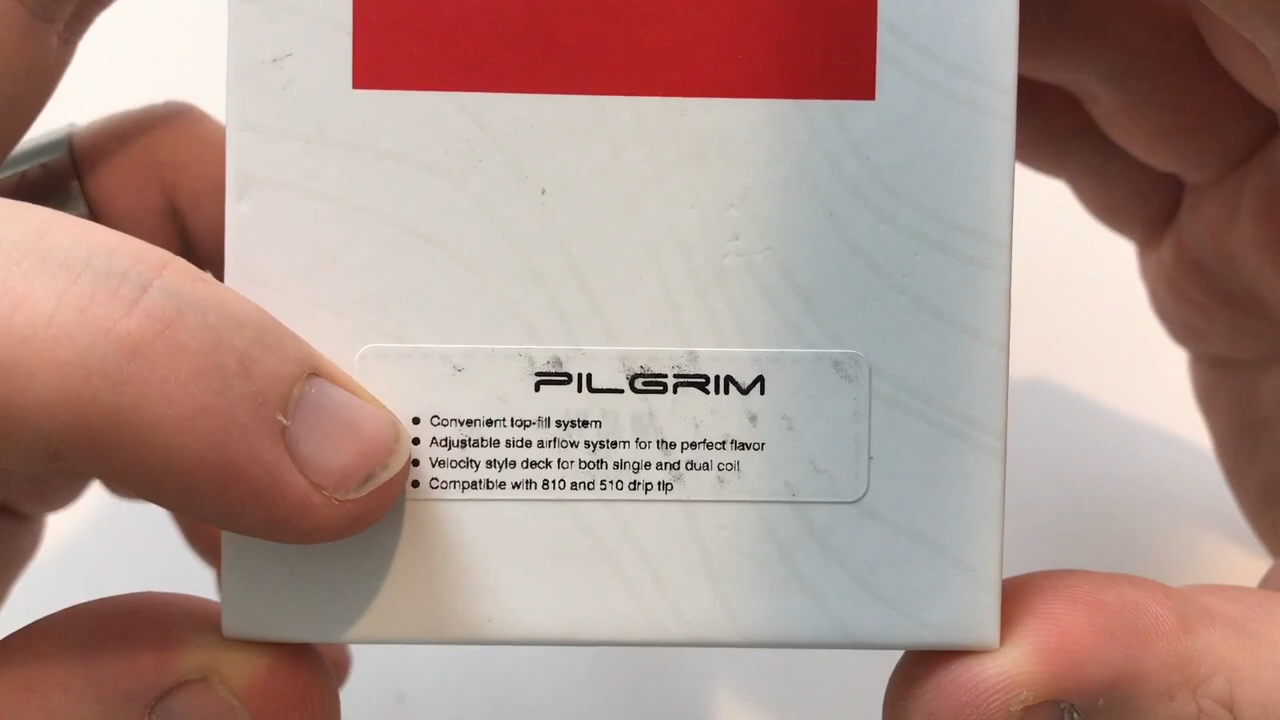 PILGRIM
• Convenient top-fill system
• Adjustable side airflow system for the perfect flavor
• Velocity style deck for both single and dual coil
• Compatible with 810 and 510 drip tip